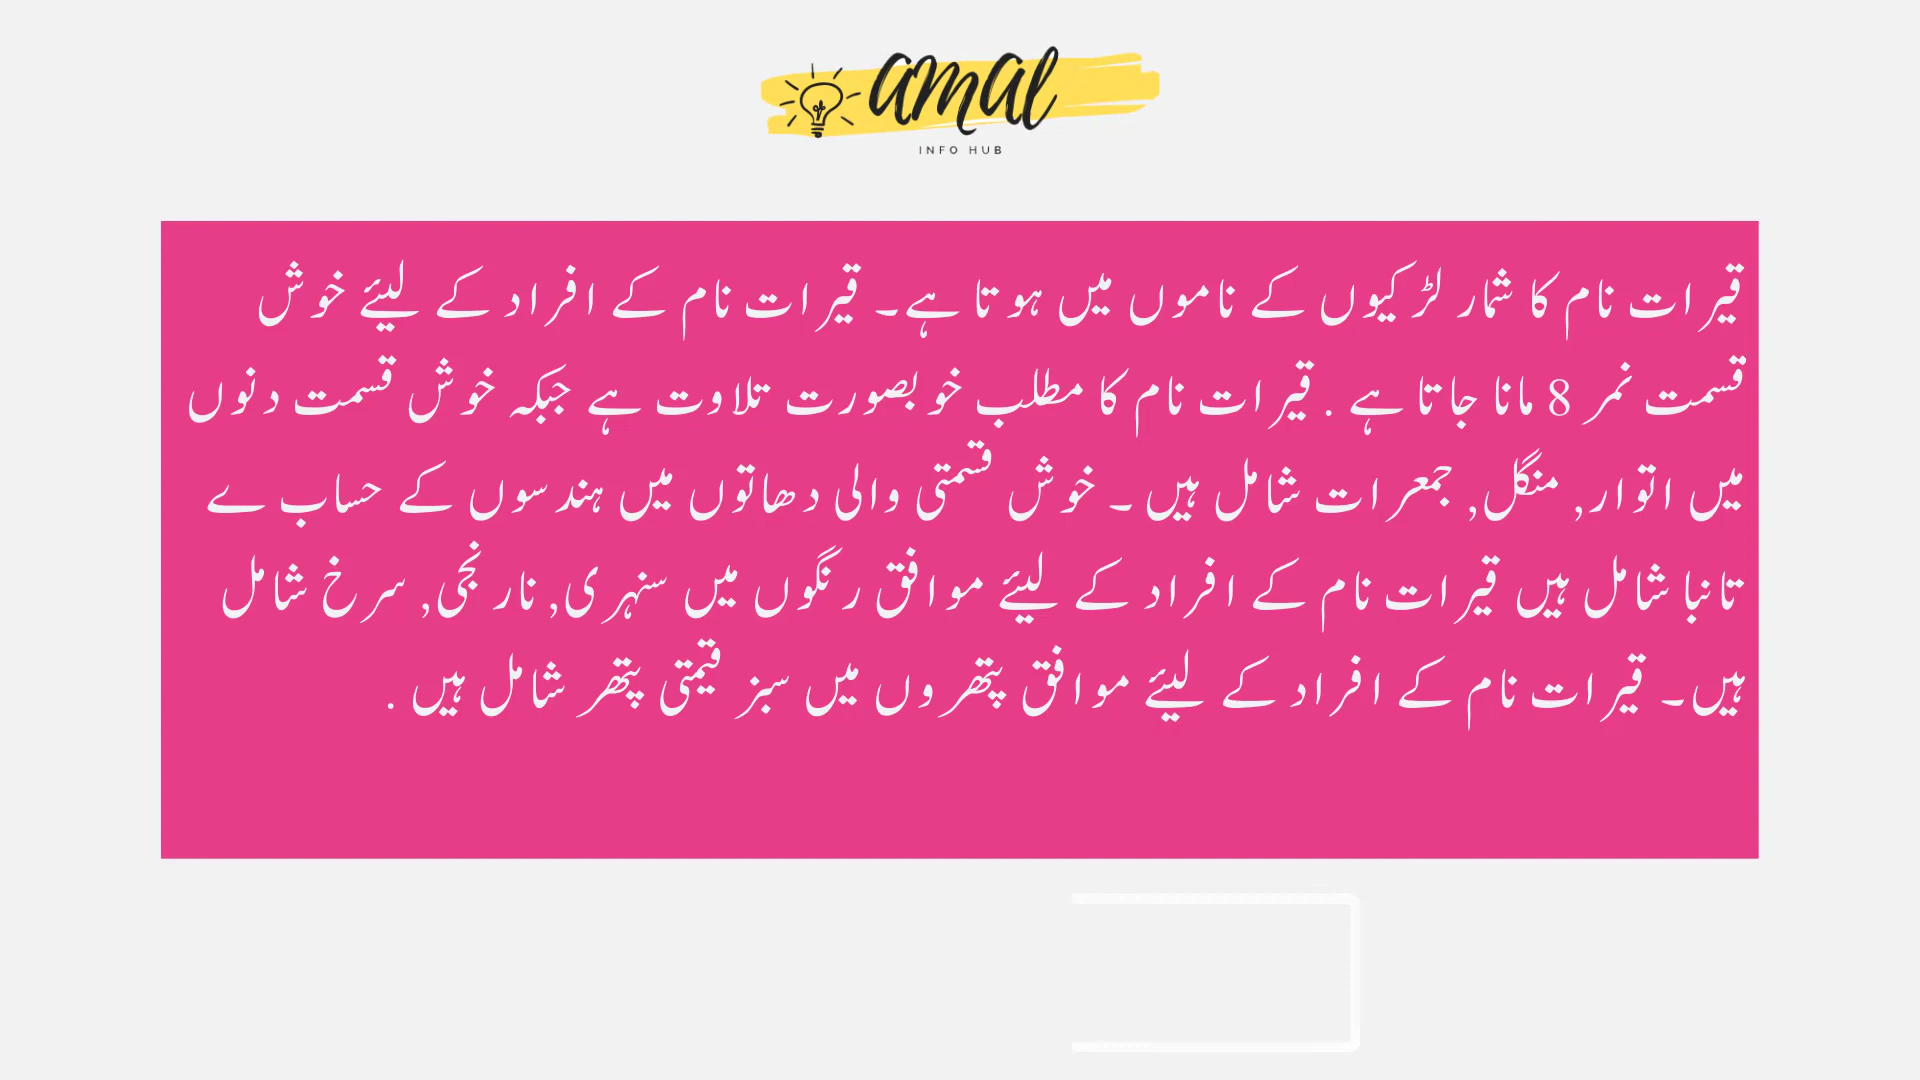 amal
INFO HUB
قیرات نام کا شمار لڑکیوں کے ناموں میں ہوتا ہے۔ قیرات نام کے افراد کے لیئے خوش
قسمت نمر 8 مانا جاتا ہے . قیرات نام کا مطلب خوبصورت تلاوت ہے جبکہ خوش قسمت دنوں
میں اتوار, منگل, جمعرات شامل ہیں ۔ خوش قسمتی والی دھاتوں میں ہندسوں کے حساب ے
تانبا شامل ہیں قیرات نام کے افراد کے لیئے موافق رنگوں میں سنہری, نارنجی, سرخ شامل
ہیں۔ قیرات نام کے افراد کے لیئے موافق پتھروں میں سبز قیمتی پتھر شامل ہیں .